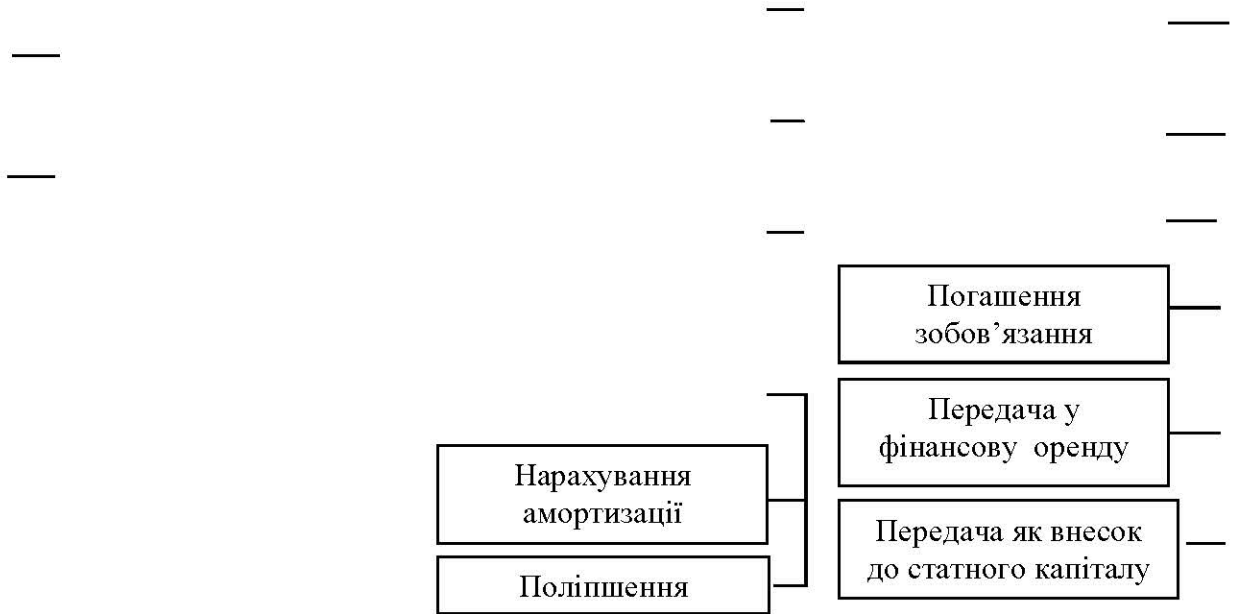 Погашення
зобов’язання
Передача у
фінансову оренду
Нарахування
амортизації
Передача як внесок
до статного капіталу
Поліпшення